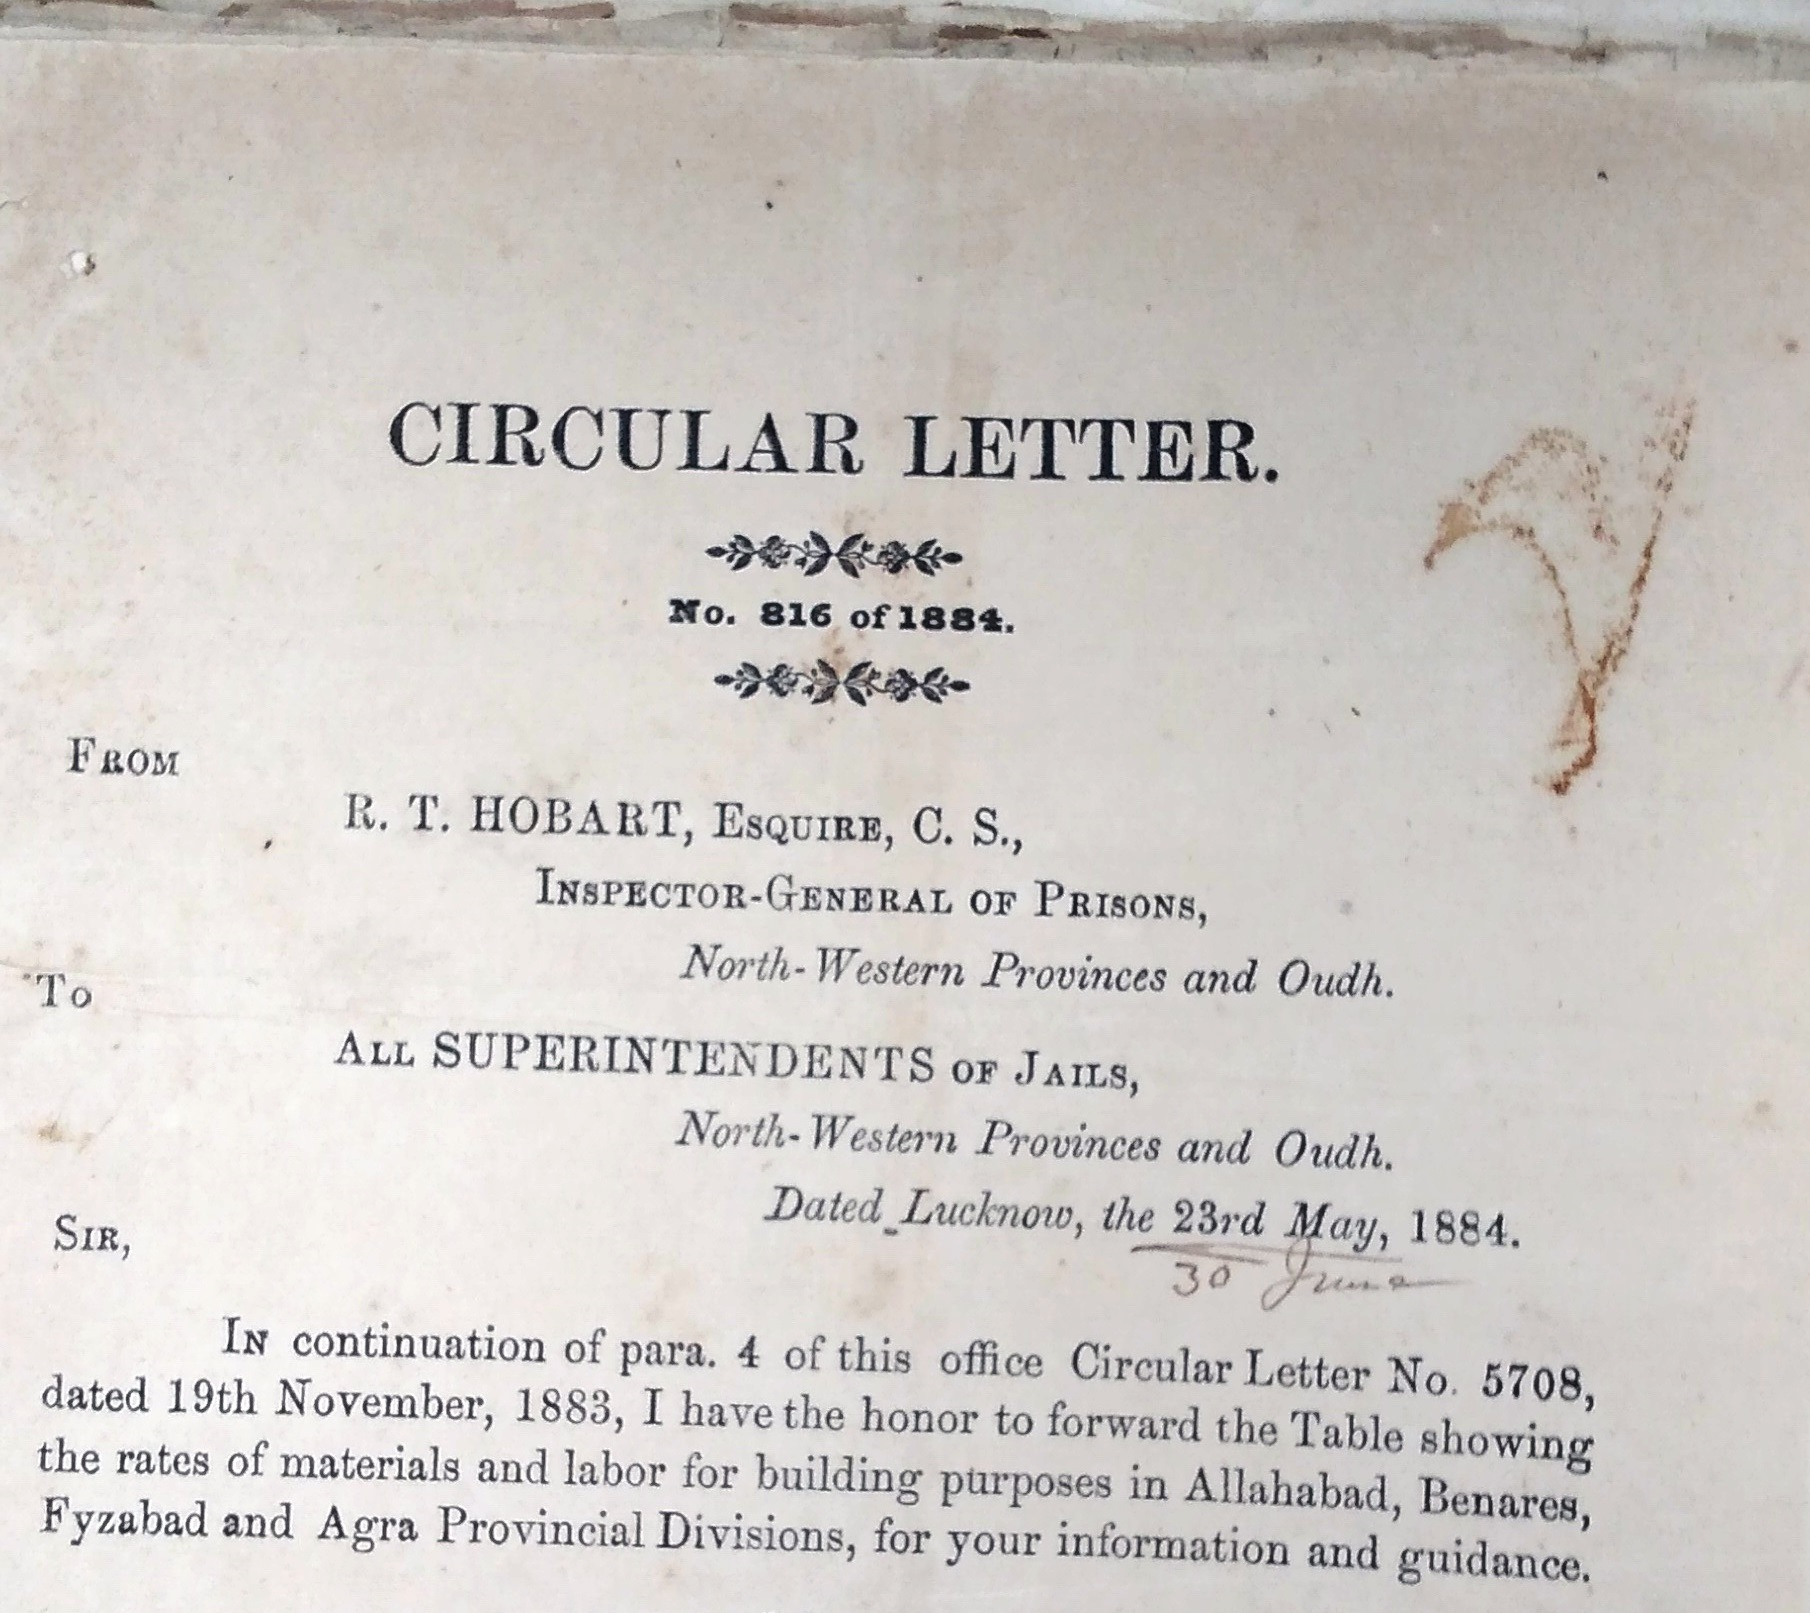 CIRCULAR LETTER.
No. 816 of 1884.
FROM
R. T. HOBART, ESQUIRE, C. S.,
INSPECTOR-GENERAL OF PRISONS,
North-Western Provinces and Oudh.
To
ALL SUPERINTENDENTS OF JAILS,
North-Western Provinces and Oudh.
Dated Lucknow, the 23rd May, 1884.
30 June
SIR,
IN continuation of para. 4 of this office Circular Letter No. 5708,
dated 19th November, 1883, I have the honor to forward the Table showing
the rates of materials and labor for building purposes in Allahabad, Benares,
Fyzabad and Agra Provincial Divisions, for your information and guidance.